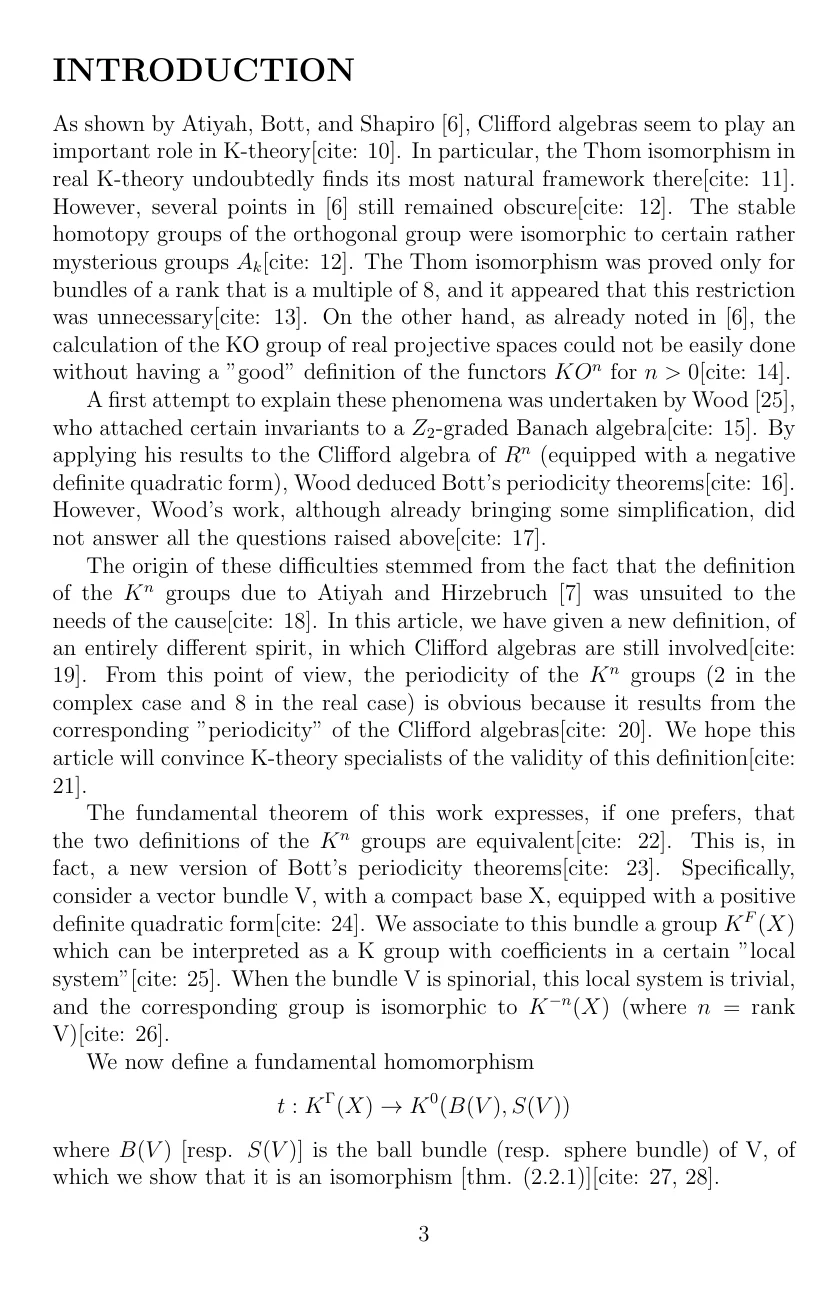 INTRODUCTION
As shown by Atiyah, Bott, and Shapiro [6], Clifford algebras seem to play an
important role in K-theory[cite: 10]. In particular, the Thom isomorphism in
real K-theory undoubtedly finds its most natural framework there[cite: 11].
However, several points in [6] still remained obscure[cite: 12]. The stable
homotopy groups of the orthogonal group were isomorphic to certain rather
mysterious groups A_k[cite: 12]. The Thom isomorphism was proved only for
bundles of a rank that is a multiple of 8, and it appeared that this restriction
was unnecessary[cite: 13]. On the other hand, as already noted in [6], the
calculation of the KO group of real projective spaces could not be easily done
without having a ”good” definition of the functors KO^n for n > 0[cite: 14].
A first attempt to explain these phenomena was undertaken by Wood [25],
who attached certain invariants to a Z_2-graded Banach algebra[cite: 15]. By
applying his results to the Clifford algebra of R^n (equipped with a negative
definite quadratic form), Wood deduced Bott's periodicity theorems[cite: 16].
However, Wood's work, although already bringing some simplification, did
not answer all the questions raised above[cite: 17].
The origin of these difficulties stemmed from the fact that the definition
of the K^n groups due to Atiyah and Hirzebruch [7] was unsuited to the
needs of the cause[cite: 18]. In this article, we have given a new definition, of
an entirely different spirit, in which Clifford algebras are still involved[cite:
19]. From this point of view, the periodicity of the K^n groups (2 in the
complex case and 8 in the real case) is obvious because it results from the
corresponding ”periodicity” of the Clifford algebras[cite: 20]. We hope this
article will convince K-theory specialists of the validity of this definition[cite:
21].
The fundamental theorem of this work expresses, if one prefers, that
the two definitions of the K^n groups are equivalent[cite: 22]. This is, in
fact, a new version of Bott's periodicity theorems[cite: 23]. Specifically,
consider a vector bundle V, with a compact base X, equipped with a positive
definite quadratic form[cite: 24]. We associate to this bundle a group K^F(X)
which can be interpreted as a K group with coefficients in a certain ”local
system”[cite: 25]. When the bundle V is spinorial, this local system is trivial,
and the corresponding group is isomorphic to K^{-n}(X) (where n = rank
V)[cite: 26].
We now define a fundamental homomorphism
t : K^Γ(X) → K^0(B(V), S(V))
where B(V) [resp. S(V)] is the ball bundle (resp. sphere bundle) of V, of
which we show that it is an isomorphism [thm. (2.2.1)][cite: 27, 28].
3